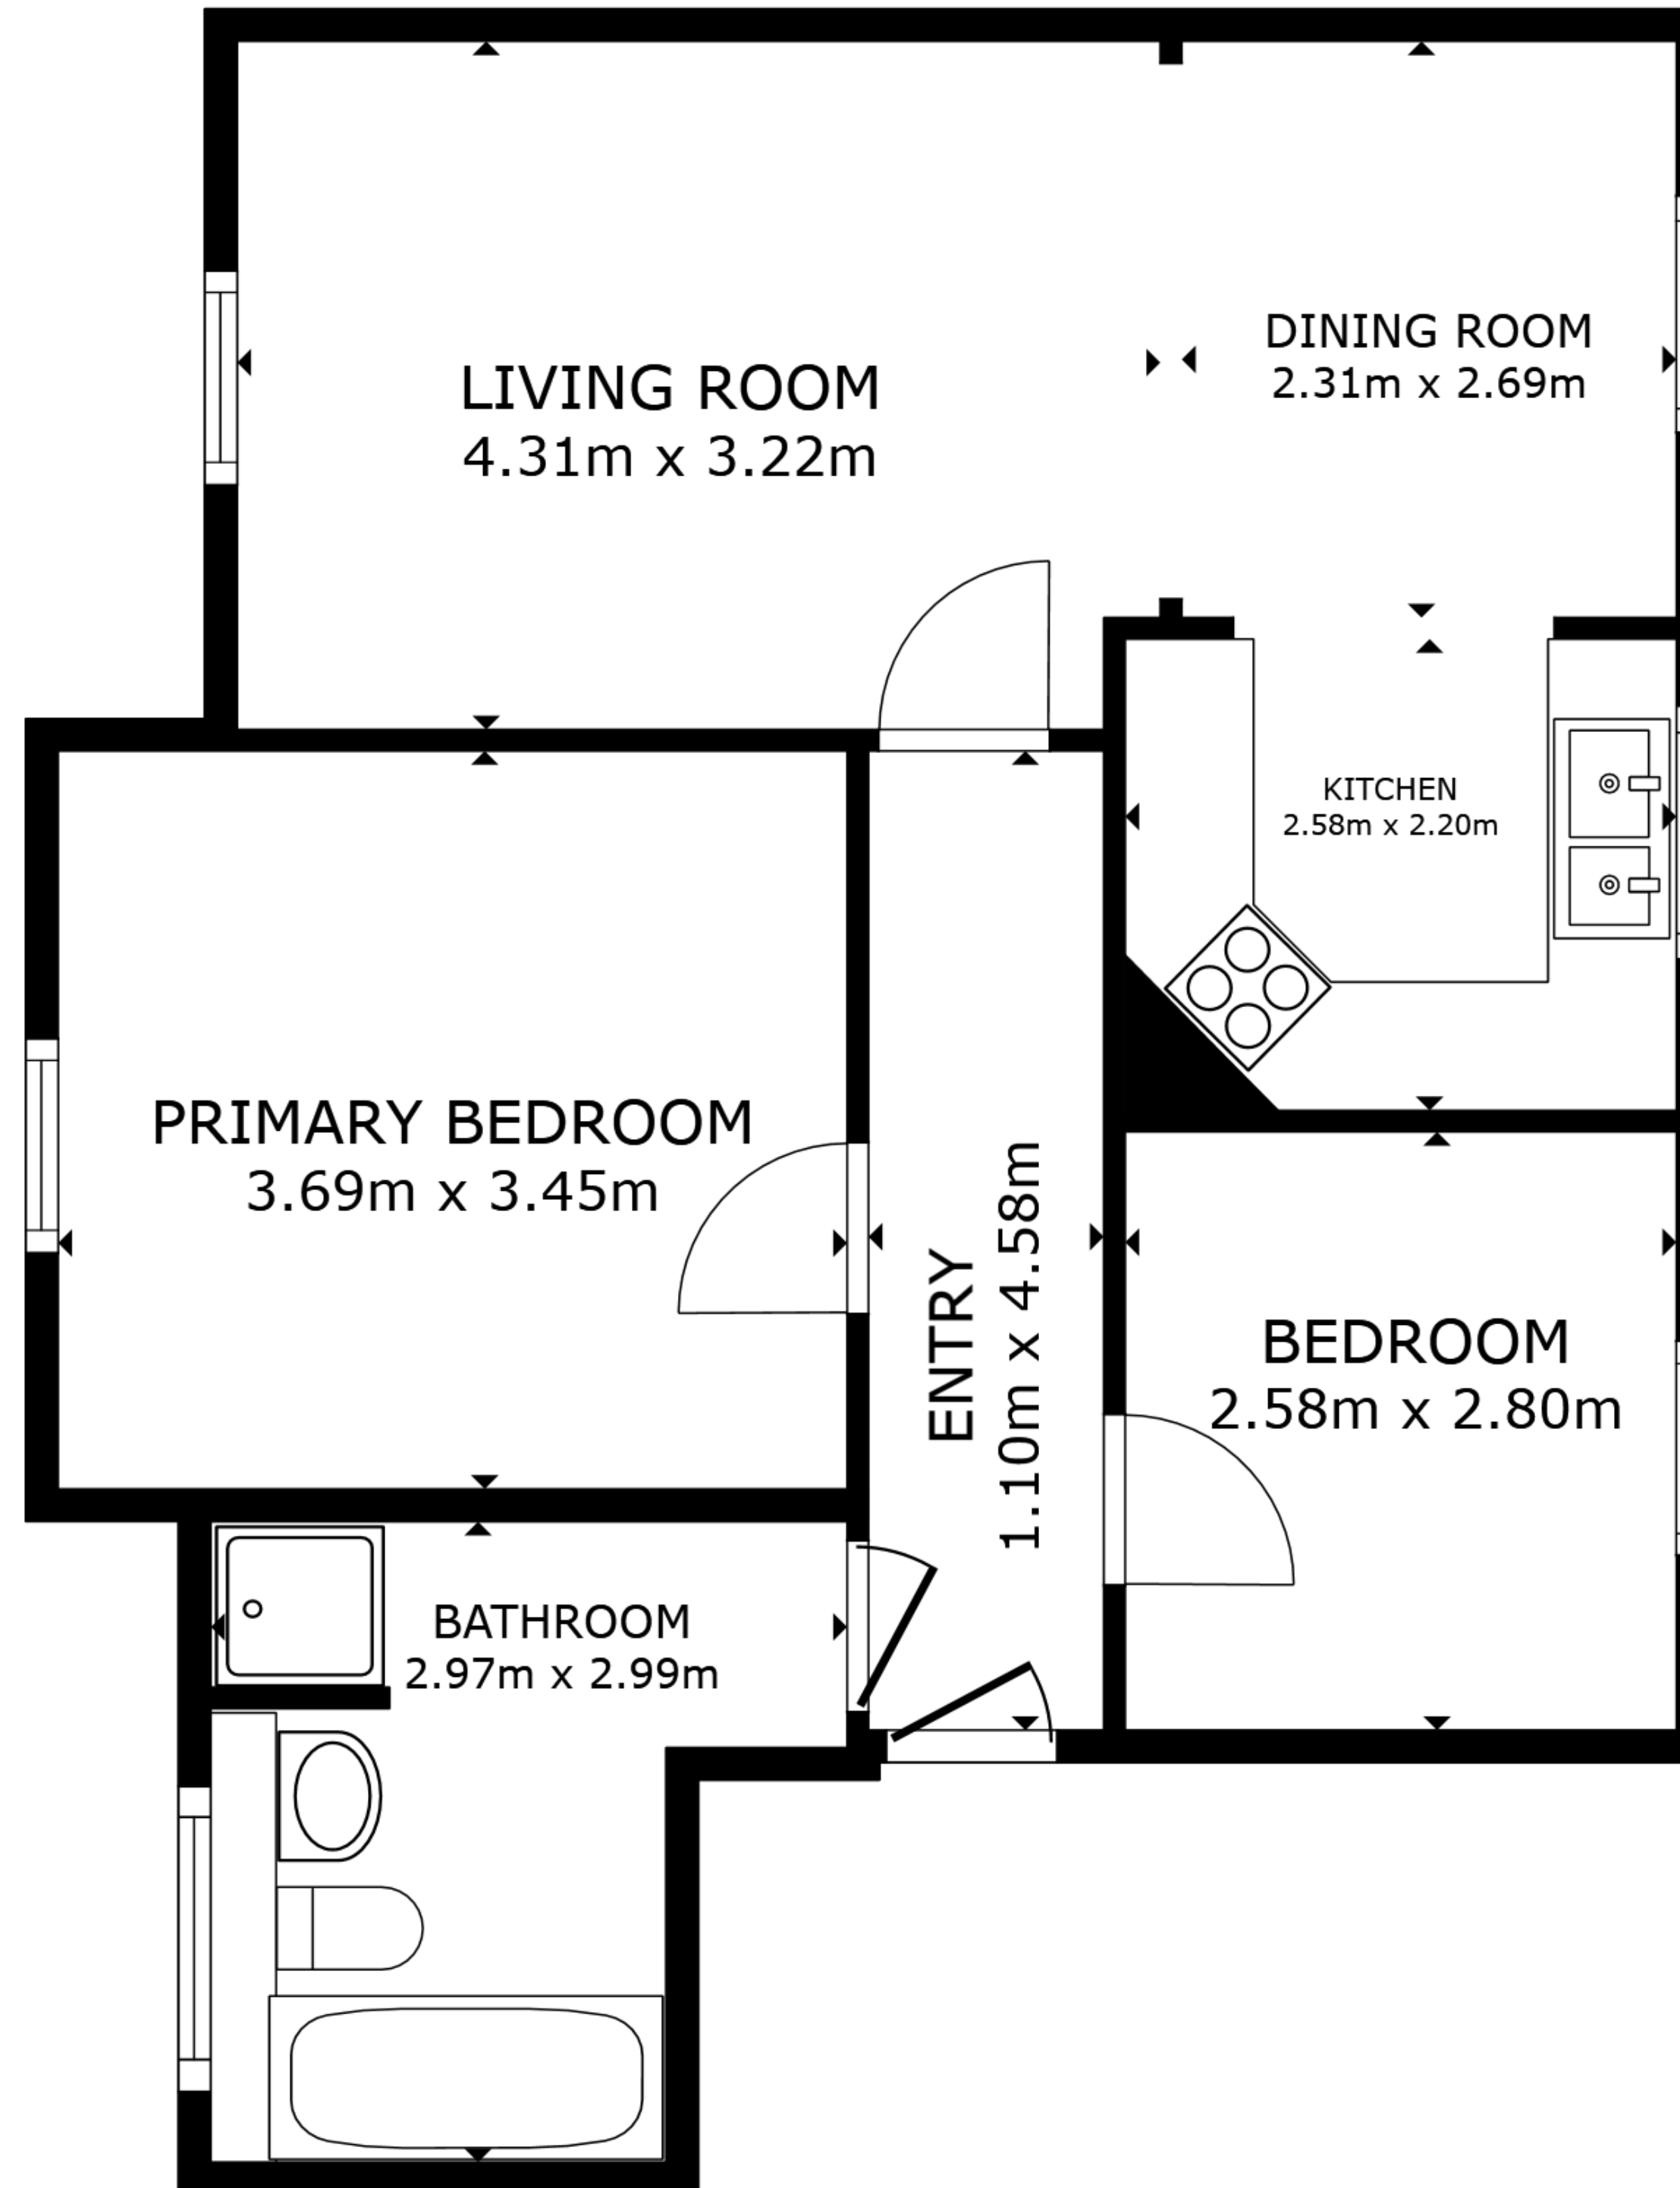 DINING ROOM
2.31m x 2.69m
LIVING ROOM
4.31m x 3.22m
KITCHEN
2.58m x 2.20m
PRIMARY BEDROOM
3.69m x 3.45m
ENTRY
1.10m x 4.58m
BEDROOM
2.58m x 2.80m
BATHROOM
2.97m x 2.99m